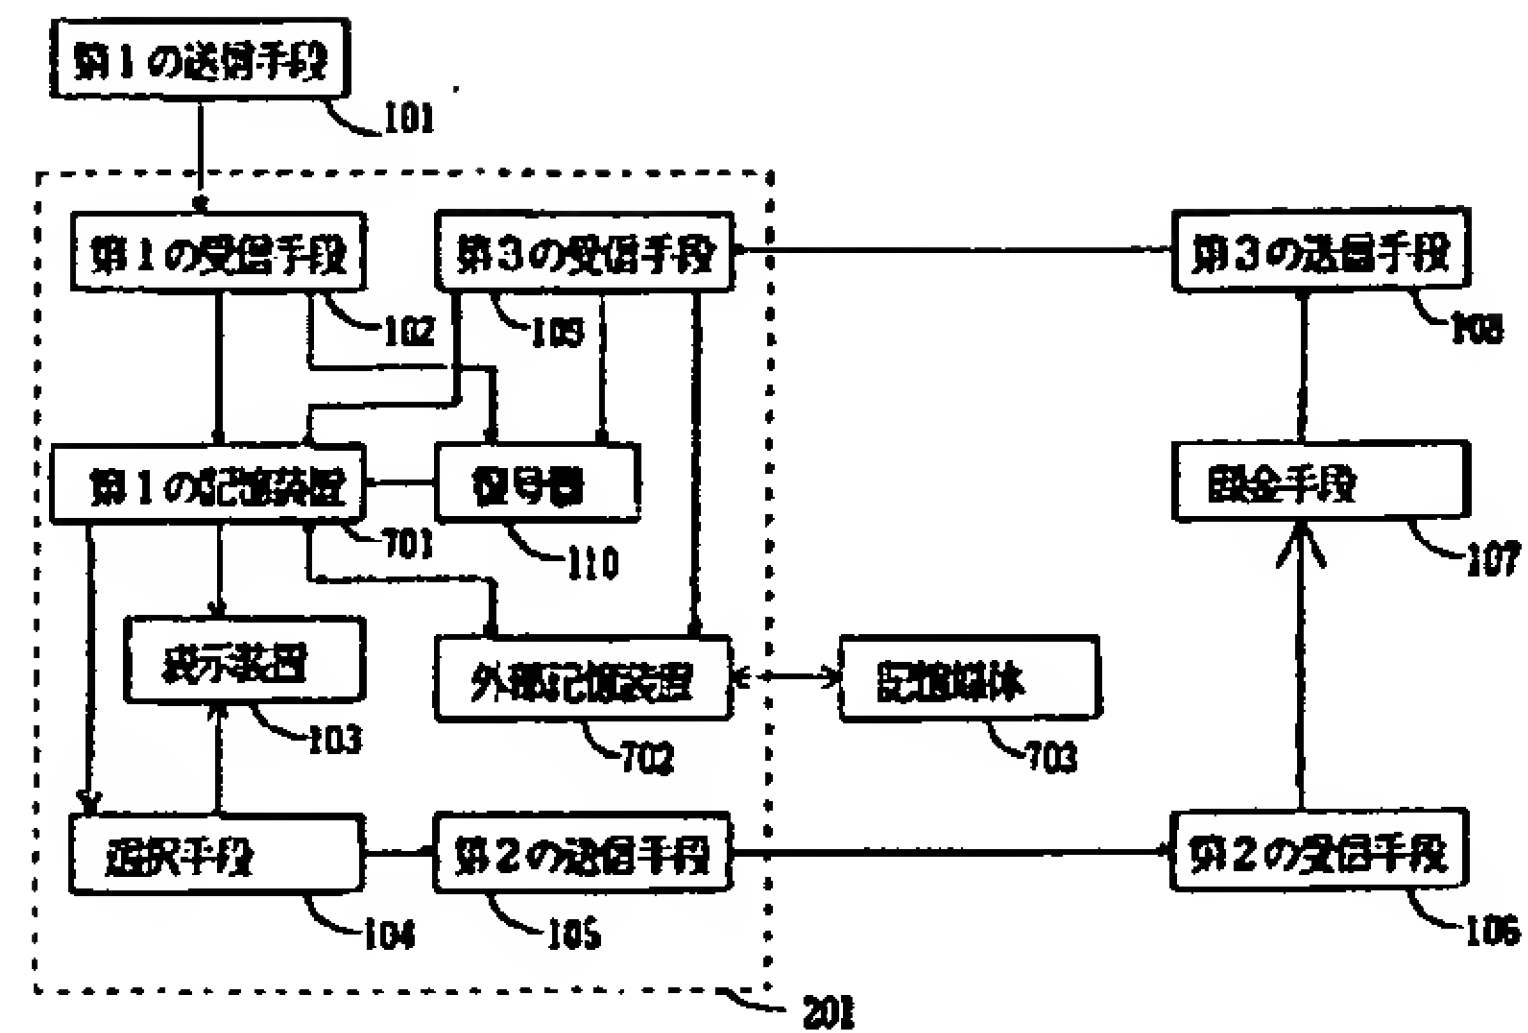 第1の送信手段
101
第1の受信手段
102
第3の受信手段
109
第3の送信手段
108
第1の記憶装置
701
復号器
110
課金手段
107
表示装置
103
外部記憶装置
702
記憶媒体
703
選択手段
104
第2の送信手段
105
第2の受信手段
106
201